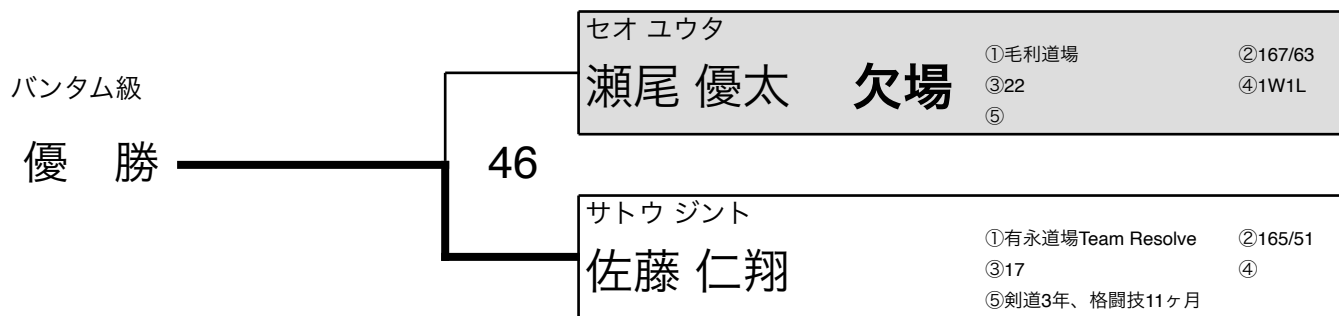 バンタム級
優　勝
46
セオ ユウタ
瀬尾 優太 欠場
①毛利道場 ②167/63
③22 ④1W1L
⑤
サトウ ジント
佐藤 仁翔
①有永道場Team Resolve ②165/51
③17 ④
⑤剣道3年、格闘技11ヶ月